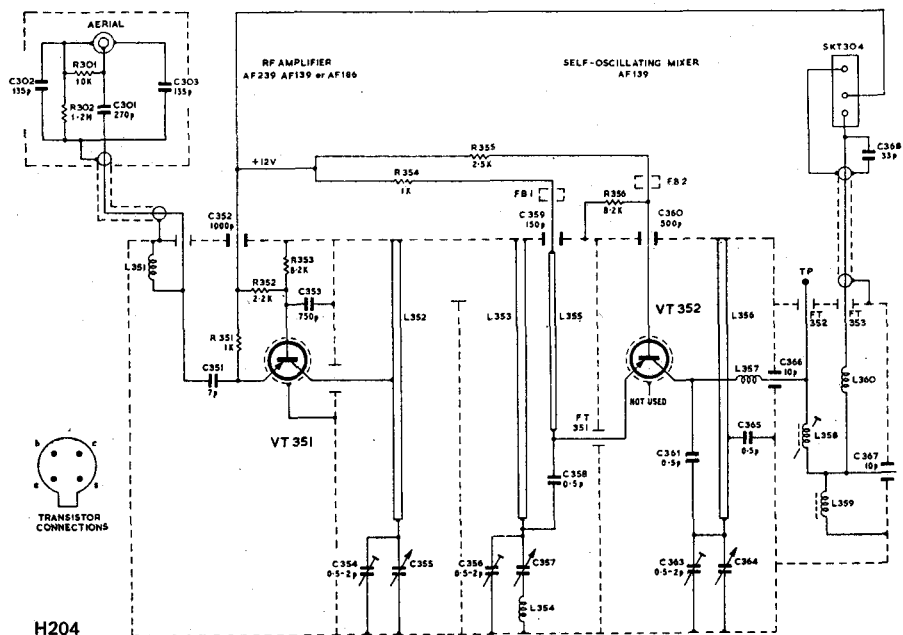 AERIAL
R301
10K
C302
135p
C303
135p
R302
1·2M
C301
270p
RF AMPLIFIER
AF239 AF139 or AF186
SELF-OSCILLATING MIXER
AF139
SKT304
C368
33p
+12V
R355
2·5K
R354
1K
F.B.1
F.B.2
R356
8·2K
C352
1000p
C359
150p
C360
500p
L351
R353
8·2K
R352
2·2K
C353
750p
R351
1K
C351
7p
VT351
L352
L353
L355
VT352
NOT USED
FT
351
L356
TP
FT
352
FT
353
L357
C366
10p
L360
C365
0·5p
L358
C361
0·5p
C358
0·5p
C367
10p
L359
b
c
e
s
TRANSISTOR
CONNECTIONS
C354
0·5-2p
C355
C356
0·5-2p
C357
L354
C363
0·5-2p
C364
H204